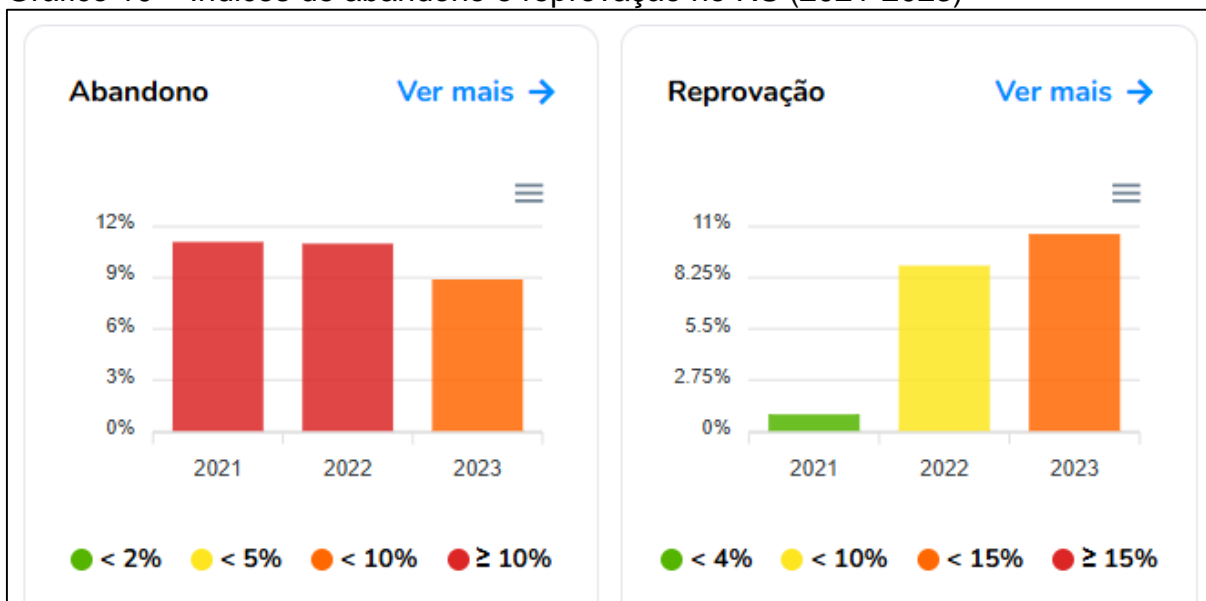 Abandono Ver mais →
12%
9%
6%
3%
0%
2021 2022 2023
< 2% < 5% < 10% ≥ 10%
Reprovação Ver mais →
11%
8.25%
5.5%
2.75%
0%
2021 2022 2023
< 4% < 10% < 15% ≥ 15%